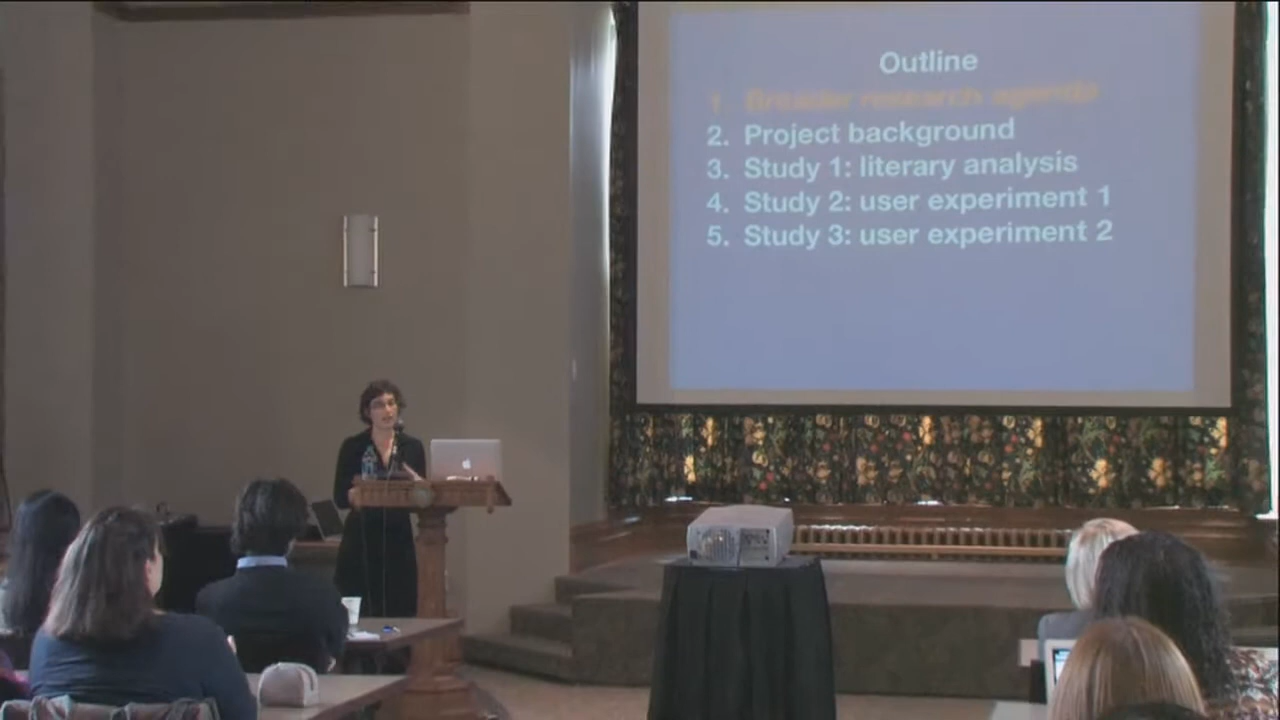 Outline
1. Broader research agenda
2. Project background
3. Study 1: literary analysis
4. Study 2: user experiment 1
5. Study 3: user experiment 2